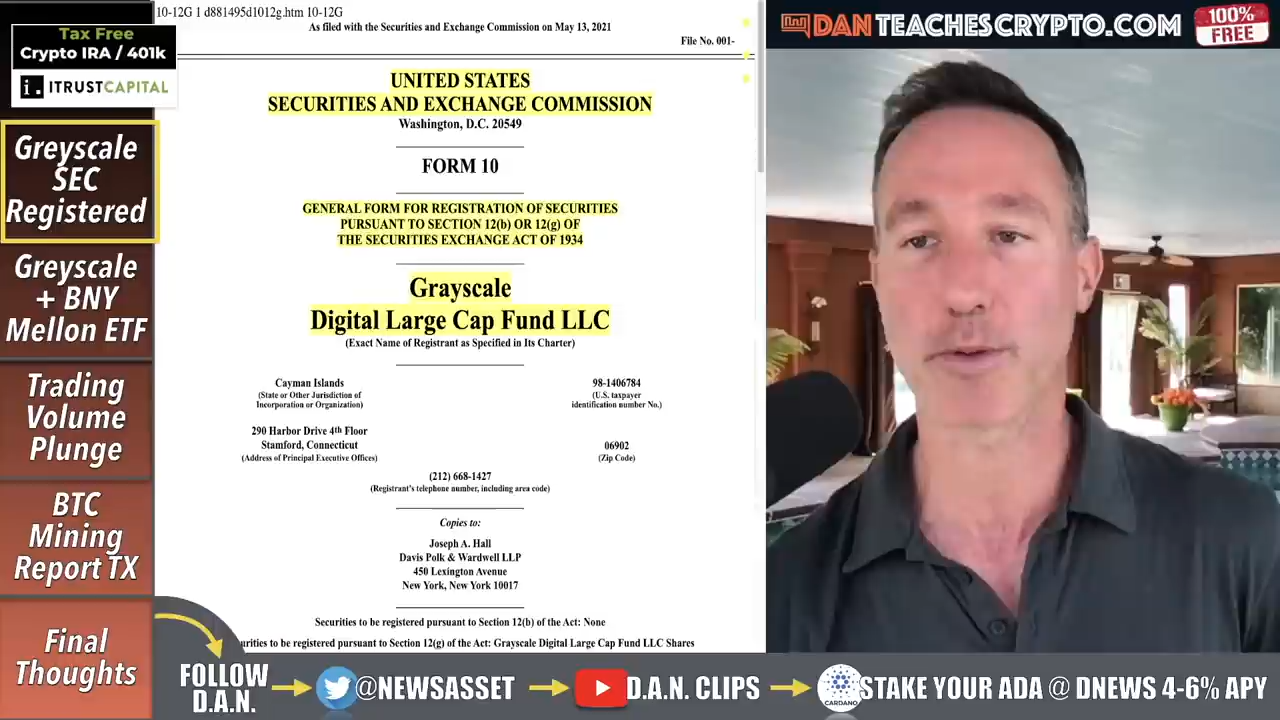 10-12G 1 d881495d1012g.htm 10-12G
As filed with the Securities and Exchange Commission on May 13, 2021
File No. 001-
UNITED STATES
SECURITIES AND EXCHANGE COMMISSION
Washington, D.C. 20549
FORM 10
GENERAL FORM FOR REGISTRATION OF SECURITIES
PURSUANT TO SECTION 12(b) OR 12(g) OF
THE SECURITIES EXCHANGE ACT OF 1934
Grayscale
Digital Large Cap Fund LLC
(Exact Name of Registrant as Specified in Its Charter)
Cayman Islands
(State or Other Jurisdiction of
Incorporation or Organization)
98-1406784
(U.S. taxpayer
identification number No.)
290 Harbor Drive 4th Floor
Stamford, Connecticut
(Address of Principal Executive Offices)
06902
(Zip Code)
(212) 668-1427
(Registrant's telephone number, including area code)
Copies to:
Joseph A. Hall
Davis Polk & Wardwell LLP
450 Lexington Avenue
New York, New York 10017
Securities to be registered pursuant to Section 12(b) of the Act: None
urities to be registered pursuant to Section 12(g) of the Act: Grayscale Digital Large Cap Fund LLC Shares
Tax Free
Crypto IRA / 401k
ITRUSTCAPITAL
Greyscale
SEC
Registered
Greyscale
+ BNY
Mellon ETF
Trading
Volume
Plunge
BTC
Mining
Report TX
Final
Thoughts
DANTEACHESCRYPTO.COM
100%
FREE
FOLLOW
D.A.N.
@NEWSASSET
D.A.N. CLIPS
CARDANO
STAKE YOUR ADA @ DNEWS 4-6% APY